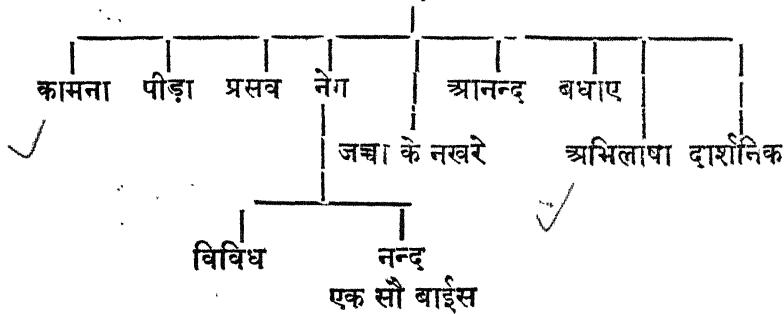 कामना पीड़ा प्रसव नेग आनन्द बधाए
जच्चा के नखरे अभिलाषा दार्शनिक
विविध नन्द
एक सौ बाईस